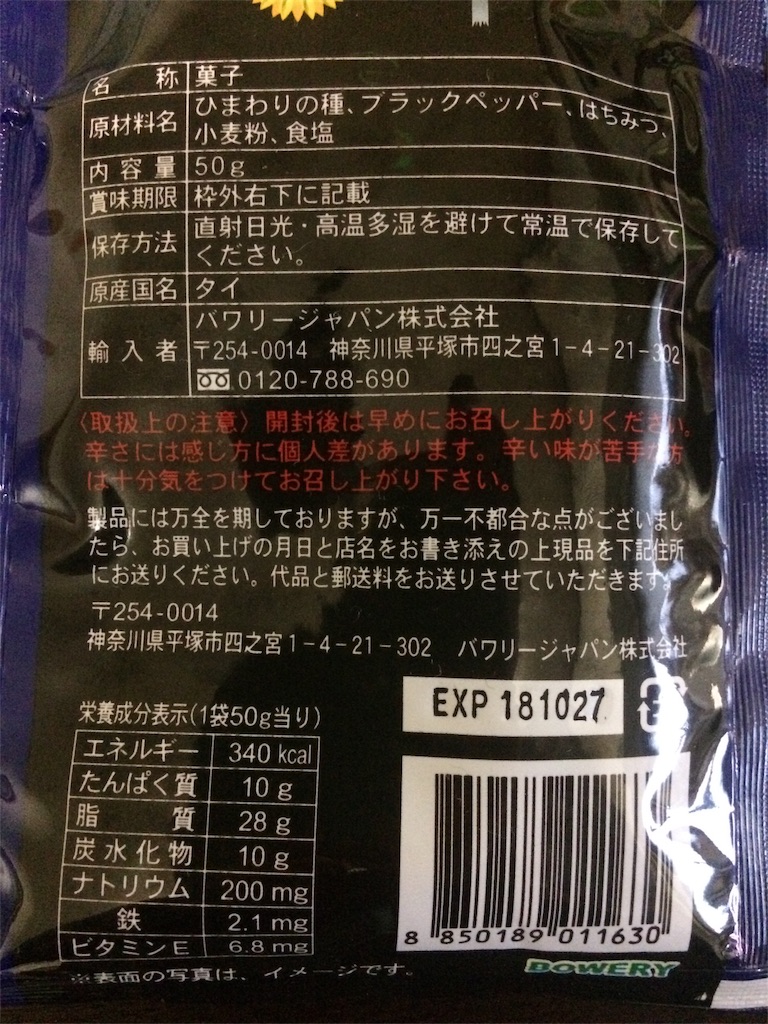 名称 菓子
原材料名 ひまわりの種、ブラックペッパー、はちみつ、
小麦粉、食塩
内容量 50g
賞味期限 枠外右下に記載
保存方法 直射日光・高温多湿を避けて常温で保存して
ください。
原産国名 タイ
輸入者 バワリージャパン株式会社
〒254-0014 神奈川県平塚市四之宮1-4-21-302
0120-788-690
〈取扱上の注意〉開封後は早めにお召し上がりください。
辛さには感じ方に個人差があります。辛い味が苦手な方
は十分気をつけてお召し上がり下さい。
製品には万全を期しておりますが、万一不都合な点がございまし
たら、お買い上げの月日と店名をお書き添えの上現品を下記住所
にお送りください。代品と郵送料をお送りさせていただきます。
〒254-0014
神奈川県平塚市四之宮1-4-21-302 バワリージャパン株式会社
EXP 181027
栄養成分表示(1袋50g当り)
エネルギー 340 kcal
たんぱく質 10 g
脂質 28 g
炭水化物 10 g
ナトリウム 200 mg
鉄 2.1 mg
ビタミンE 6.8 mg
※表面の写真は、イメージです。
8 850189 011630
BOWERY